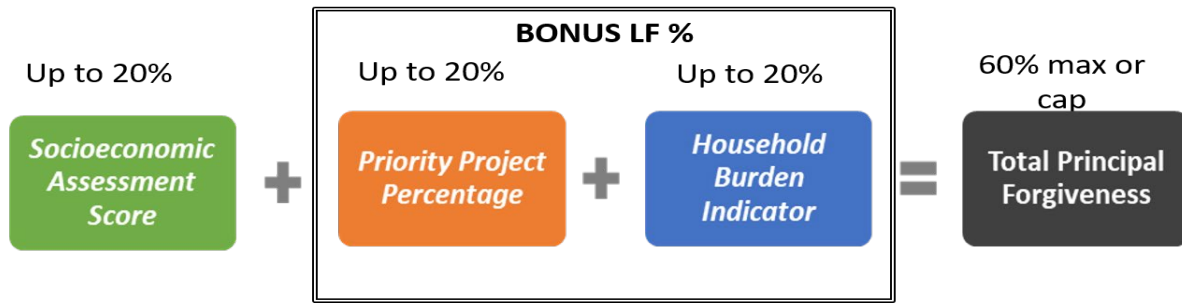 BONUS LF %
Up to 20%
Up to 20%
Up to 20%
60% max or
cap
Socioeconomic
Assessment
Score
+
Priority Project
Percentage
+
Household
Burden
Indicator
=
Total Principal
Forgiveness